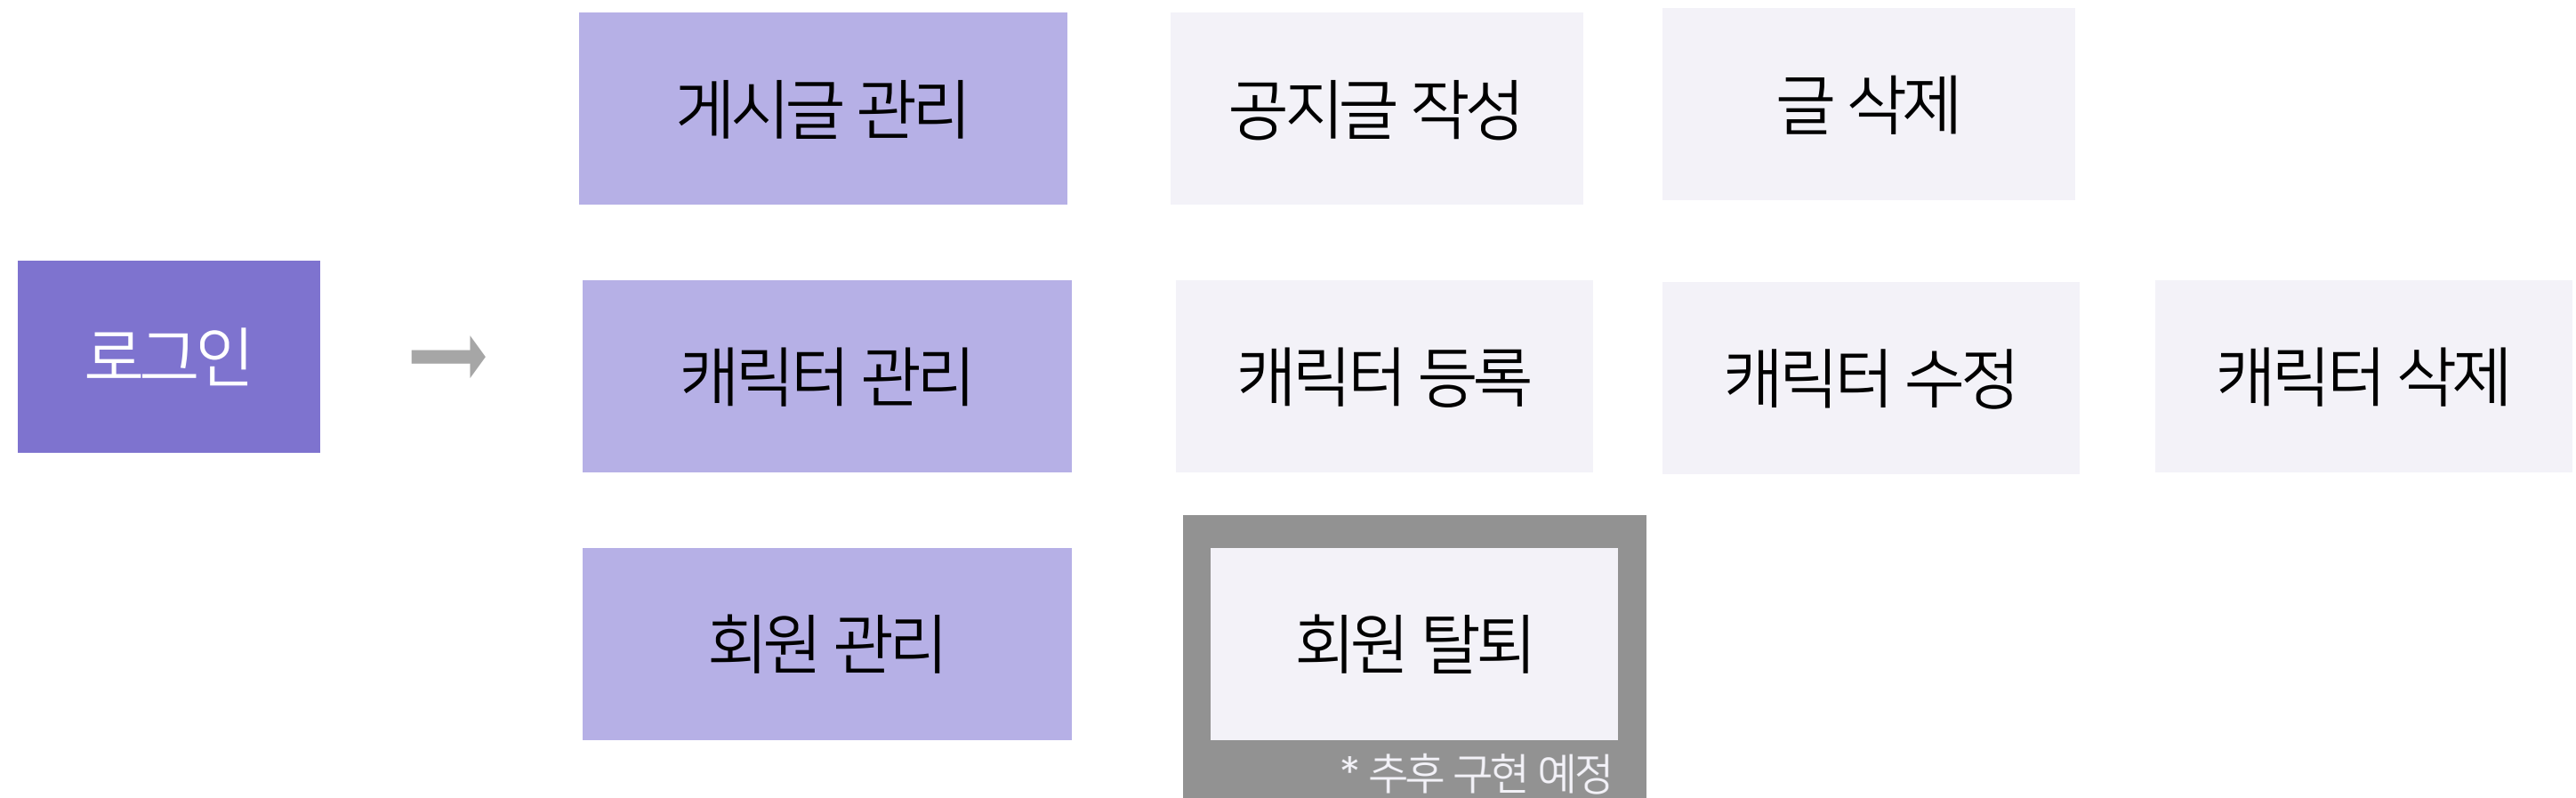 게시글 관리
공지글 작성
글 삭제
로그인
캐릭터 관리
캐릭터 등록
캐릭터 수정
캐릭터 삭제
회원 관리
회원 탈퇴
* 추후 구현 예정